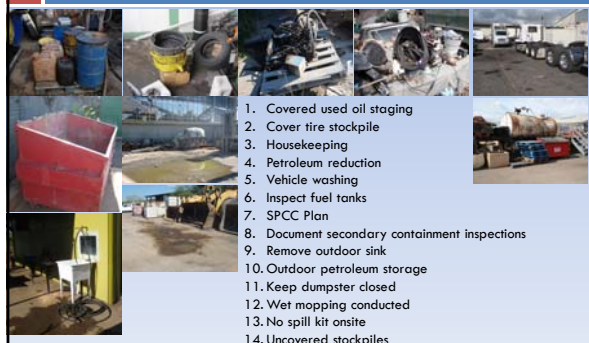 1. Covered used oil staging
2. Cover tire stockpile
3. Housekeeping
4. Petroleum reduction
5. Vehicle washing
6. Inspect fuel tanks
7. SPCC Plan
8. Document secondary containment inspections
9. Remove outdoor sink
10. Outdoor petroleum storage
11. Keep dumpster closed
12. Wet mopping conducted
13. No spill kit onsite
14. Uncovered stockpiles